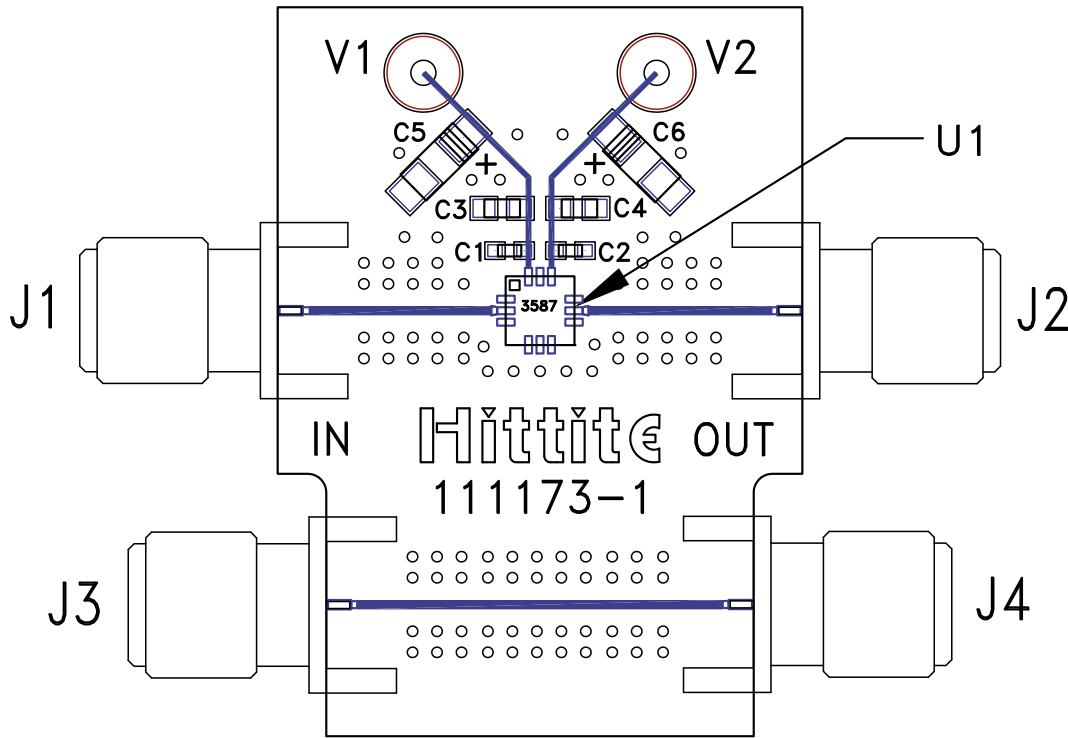 V1
V2
C5
C6
U1
+
+
C3
C4
C1
C2
J1
3587
J2
IN
Hittite
OUT
111173-1
J3
J4